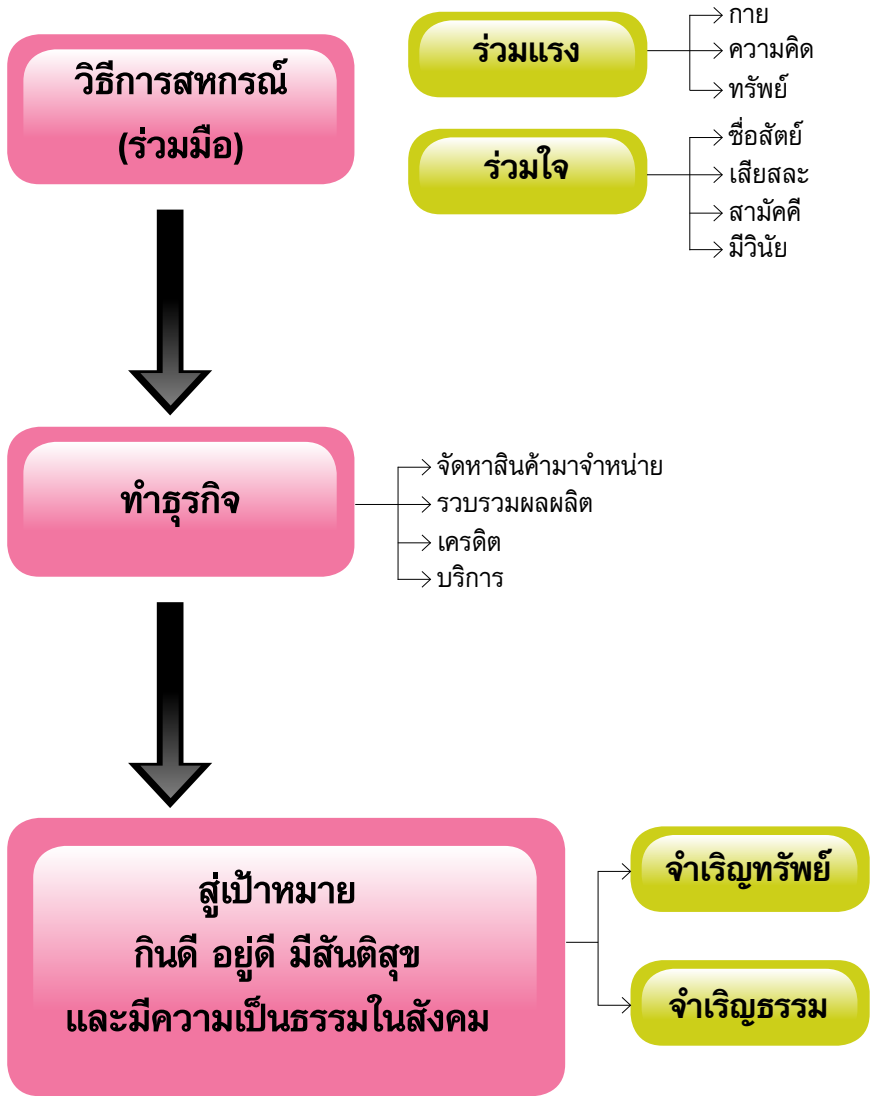 วิธีการสหกรณ์
(ร่วมมือ)
ร่วมแรง
กาย
ความคิด
ทรัพย์
ร่วมใจ
ซื่อสัตย์
เสียสละ
สามัคคี
มีวินัย
ทำธุรกิจ
จัดหาสินค้ามาจำหน่าย
รวบรวมผลผลิต
เครดิต
บริการ
สู่เป้าหมาย
กินดี อยู่ดี มีสันติสุข
และมีความเป็นธรรมในสังคม
จำเริญทรัพย์
จำเริญธรรม